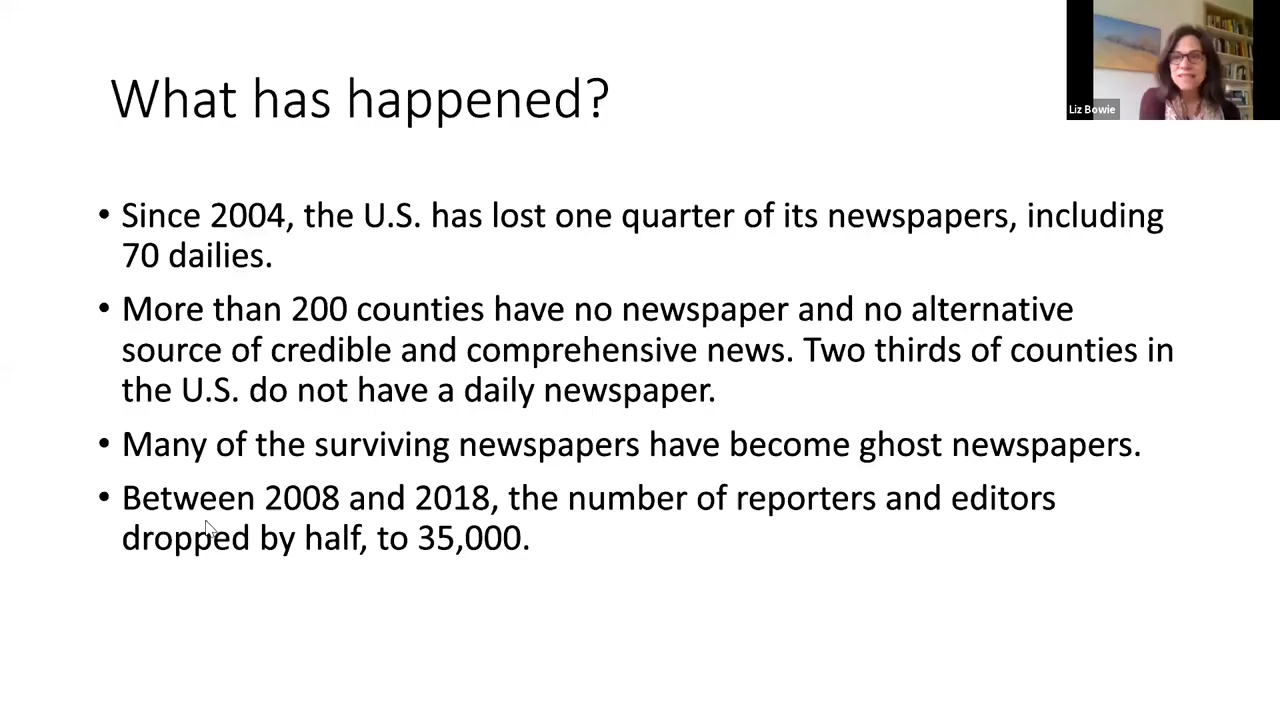 What has happened?
Liz Bowie
• Since 2004, the U.S. has lost one quarter of its newspapers, including
70 dailies.
• More than 200 counties have no newspaper and no alternative
source of credible and comprehensive news. Two thirds of counties in
the U.S. do not have a daily newspaper.
• Many of the surviving newspapers have become ghost newspapers.
• Between 2008 and 2018, the number of reporters and editors
dropped by half, to 35,000.